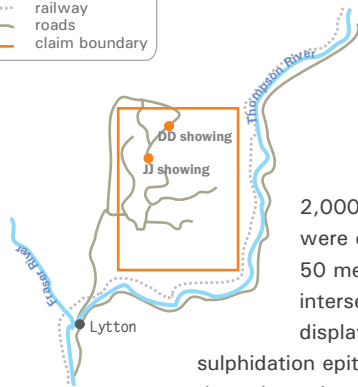 railway
roads
claim boundary
Thompson River
DD showing
JJ showing
Fraser River
Lytton
2,000
were
50 me
interse
display
sulphidation epit